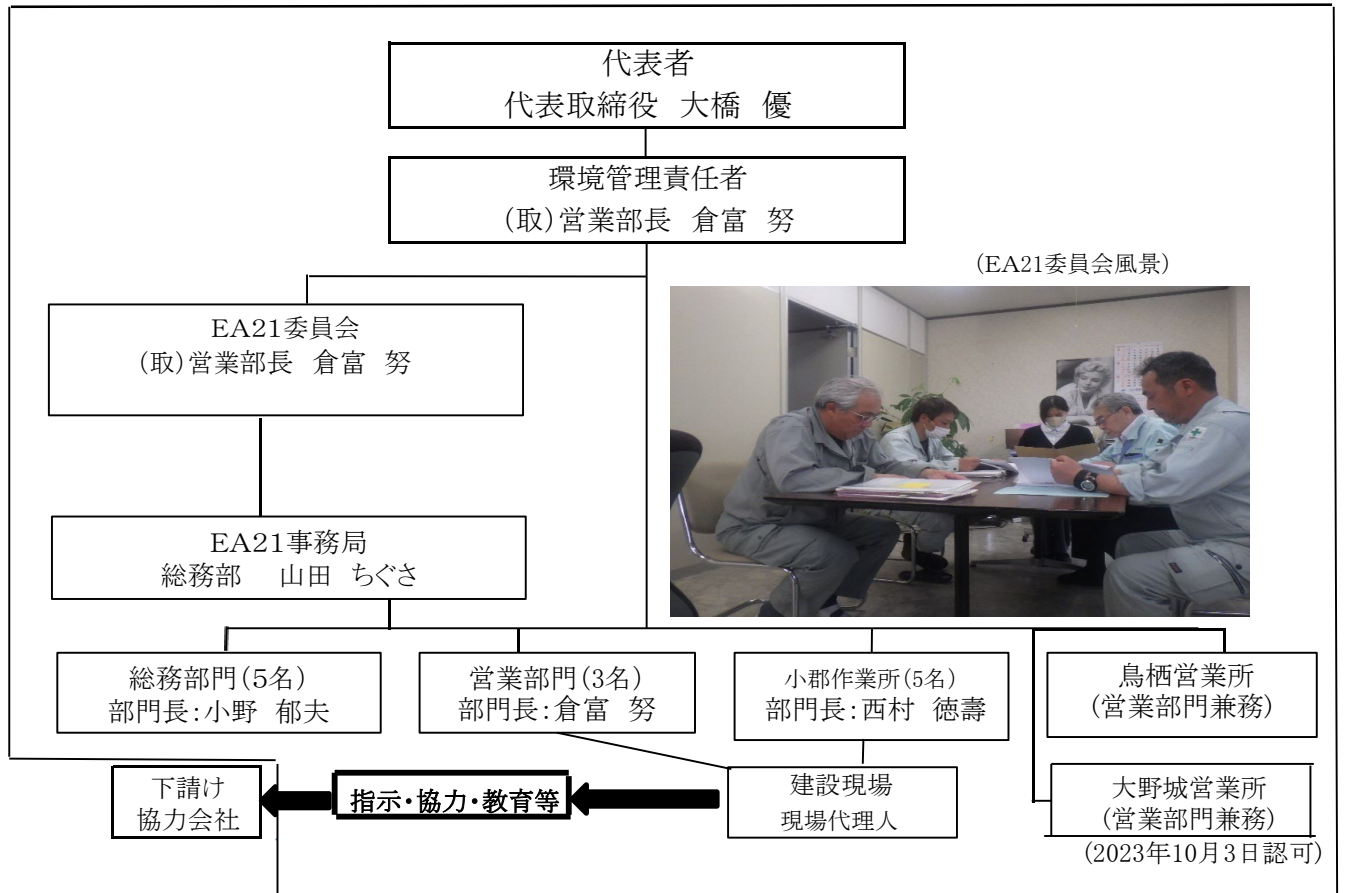 代表者
代表取締役 大橋 優
環境管理責任者
(取)営業部長 倉富 努
(EA21委員会風景)
EA21委員会
(取)営業部長 倉富 努
EA21事務局
総務部 山田 ちぐさ
総務部門(5名)
部門長:小野 郁夫
営業部門(3名)
部門長:倉富 努
小郡作業所(5名)
部門長:西村 徳壽
鳥栖営業所
(営業部門兼務)
下請け
協力会社
指示・協力・教育等
建設現場
現場代理人
大野城営業所
(営業部門兼務)
(2023年10月3日認可)